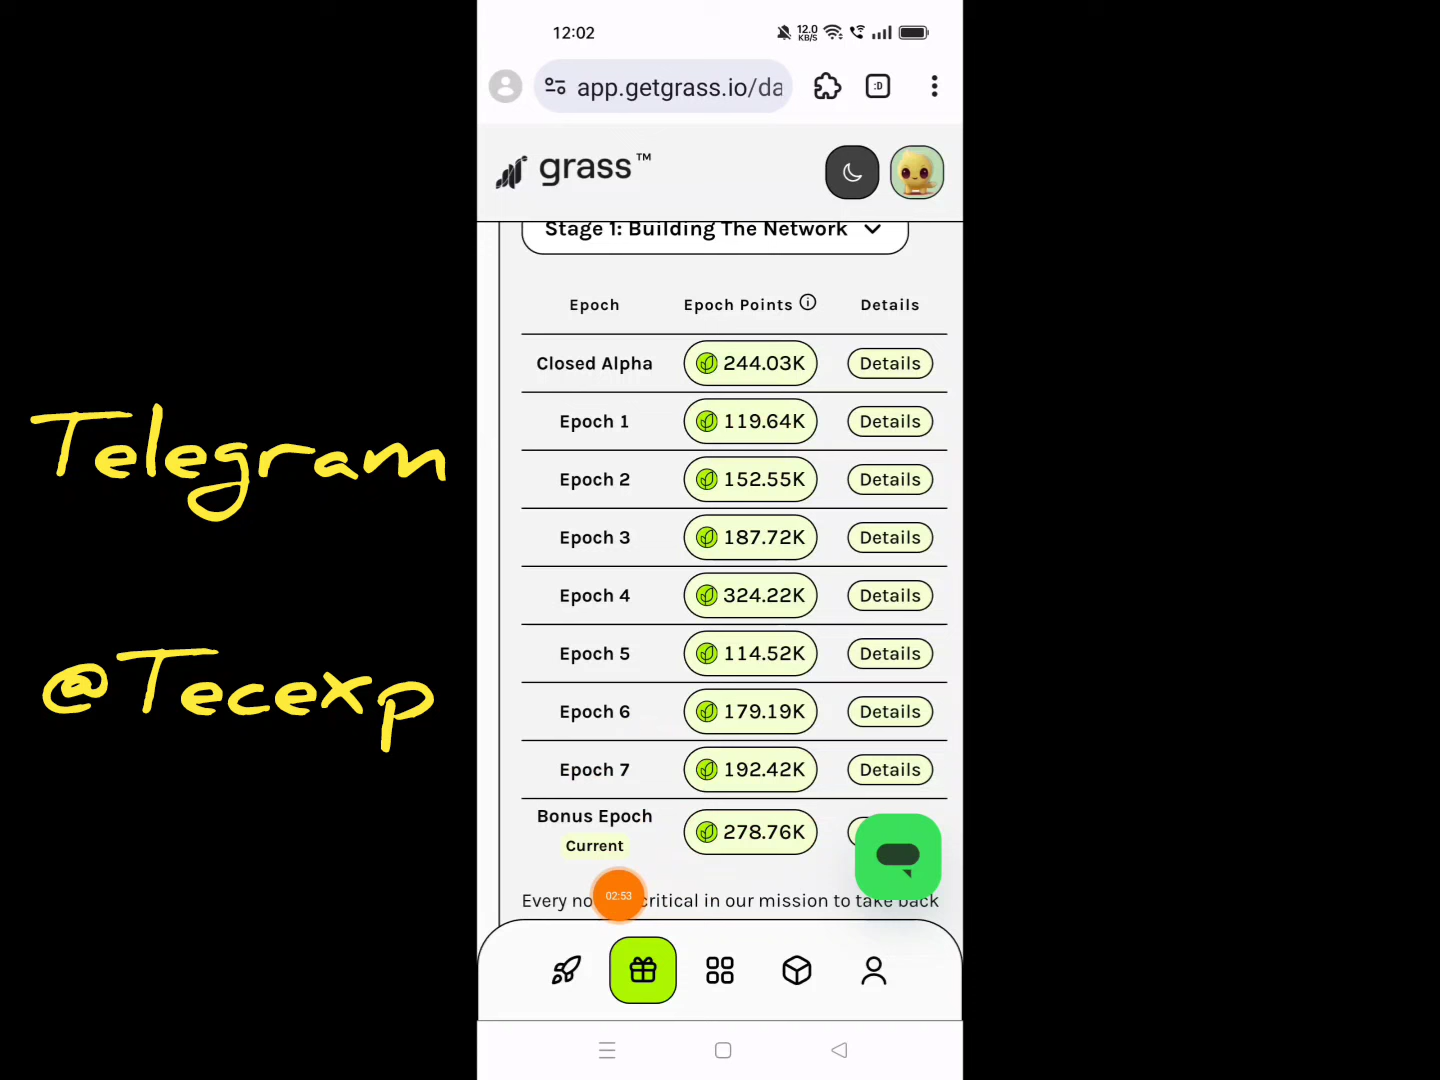 12:02
12.0 KB/S
app.getgrass.io/da
:D
grass™
Stage 1: Building The Network
Epoch Epoch Points Details
Closed Alpha 244.03K Details
Epoch 1 119.64K Details
Epoch 2 152.55K Details
Epoch 3 187.72K Details
Epoch 4 324.22K Details
Epoch 5 114.52K Details
Epoch 6 179.19K Details
Epoch 7 192.42K Details
Bonus Epoch 278.76K
Current
02:53
Every critical in our mission to take back
Telegram
@Tecexp